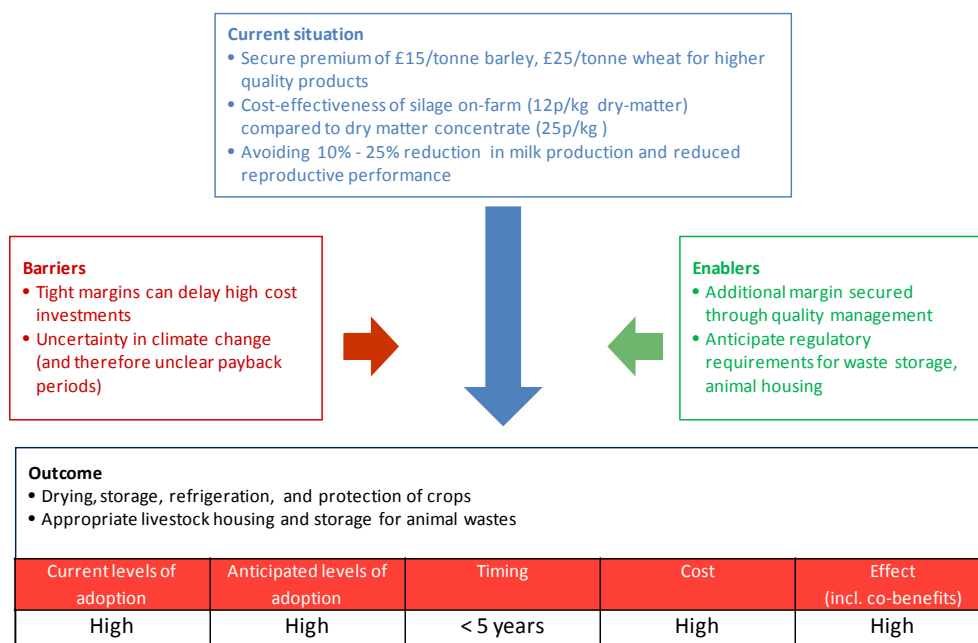 Current situation
• Secure premium of £15/tonne barley, £25/tonne wheat for higher
quality products
• Cost-effectiveness of silage on-farm (12p/kg dry-matter)
compared to dry matter concentrate (25p/kg )
• Avoiding 10% - 25% reduction in milk production and reduced
reproductive performance
Barriers
• Tight margins can delay high cost
investments
• Uncertainty in climate change
(and therefore unclear payback
periods)
Enablers
• Additional margin secured
through quality management
• Anticipate regulatory
requirements for waste storage,
animal housing
Outcome
• Drying, storage, refrigeration, and protection of crops
• Appropriate livestock housing and storage for animal wastes
Current levels of
adoption
Anticipated levels of
adoption
Timing
Cost
Effect
(incl. co-benefits)
High
High
< 5 years
High
High